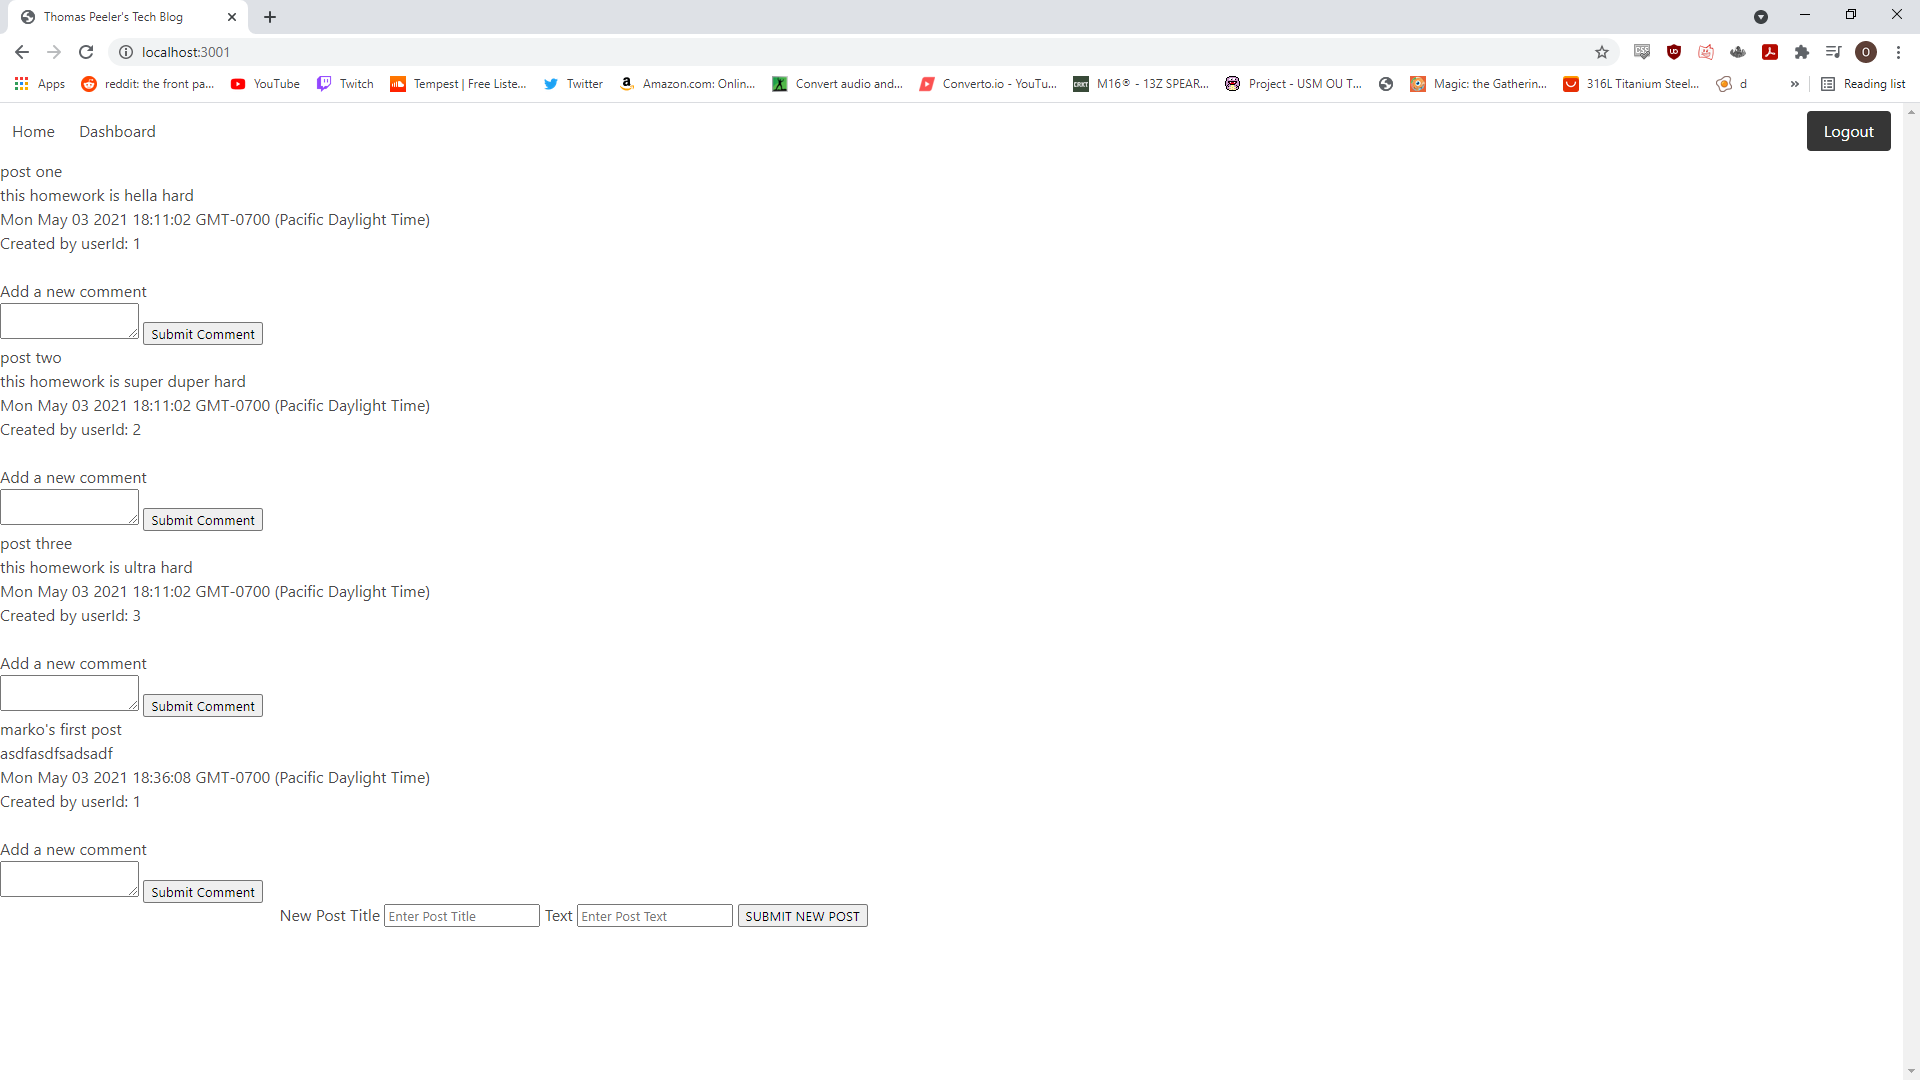 Thomas Peeler's Tech Blog
localhost:3001
Apps reddit: the front pa... YouTube Twitch Tempest | Free Liste... Twitter Amazon.com: Onlin... Convert audio and... Converto.io - YouTu... CRKT M16® - 13Z SPEAR... Project - USM OU T... Magic: the Gatherin... 316L Titanium Steel... d » Reading list
Home Dashboard Logout
post one
this homework is hella hard
Mon May 03 2021 18:11:02 GMT-0700 (Pacific Daylight Time)
Created by userId: 1
Add a new comment
Submit Comment
post two
this homework is super duper hard
Mon May 03 2021 18:11:02 GMT-0700 (Pacific Daylight Time)
Created by userId: 2
Add a new comment
Submit Comment
post three
this homework is ultra hard
Mon May 03 2021 18:11:02 GMT-0700 (Pacific Daylight Time)
Created by userId: 3
Add a new comment
Submit Comment
marko's first post
asdfasdfsadsadf
Mon May 03 2021 18:36:08 GMT-0700 (Pacific Daylight Time)
Created by userId: 1
Add a new comment
Submit Comment
New Post Title Enter Post Title Text Enter Post Text SUBMIT NEW POST